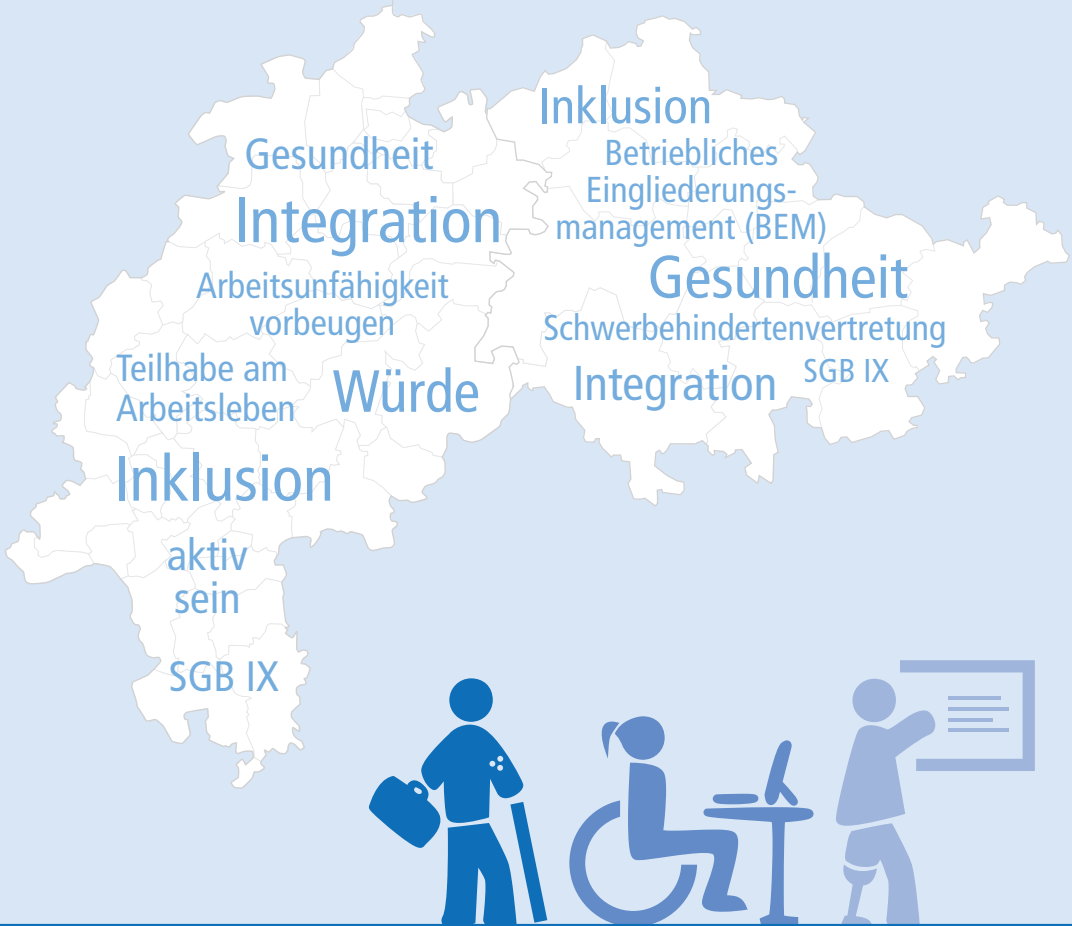 Gesundheit
Integration
Arbeitsunfähigkeit
vorbeugen
Teilhabe am
Arbeitsleben
Würde
Inklusion
aktiv
sein
SGB IX
Inklusion
Betriebliches
Eingliederungs-
management (BEM)
Gesundheit
Schwerbehindertenvertretung
Integration
SGB IX